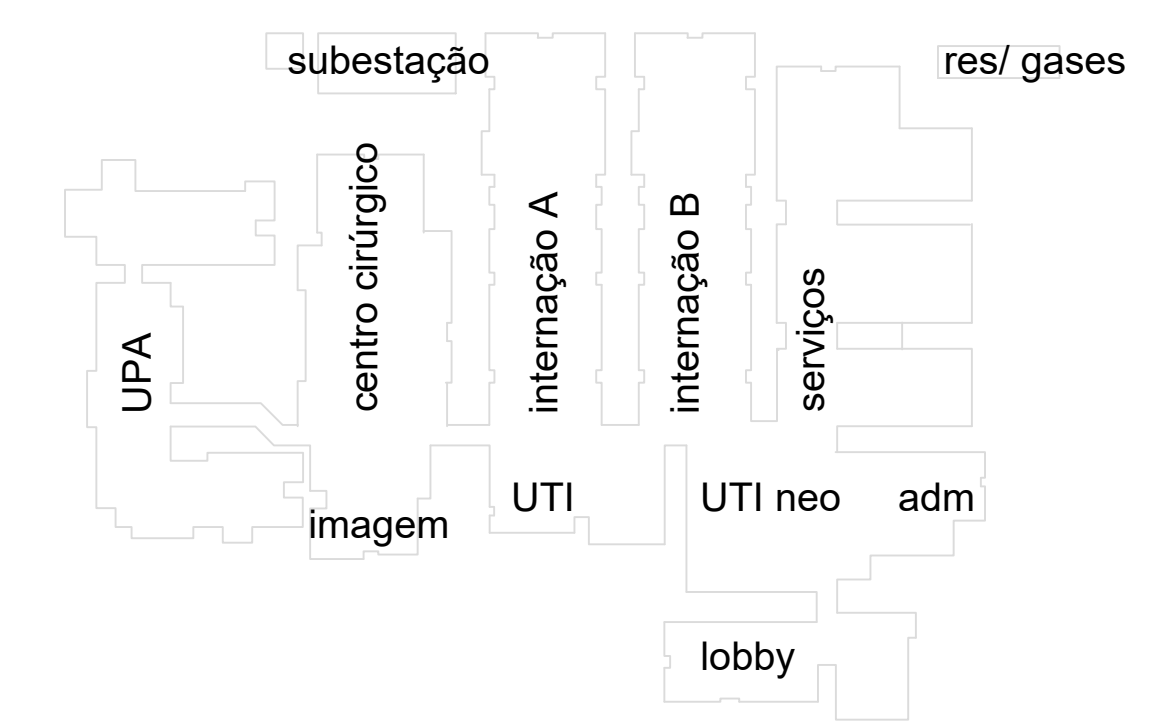 subestação
res/ gases
centro cirúrgico
internação A
internação B
serviços
UPA
UTI
UTI neo
adm
imagem
lobby